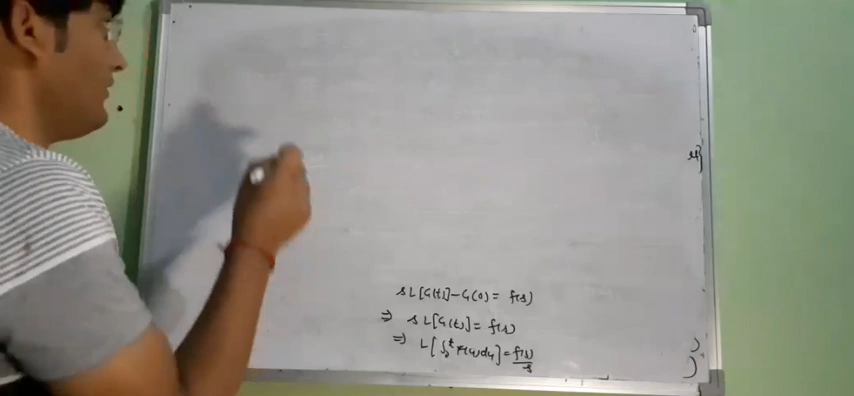 s L[G(t)] - G(0) = f(s)
⇒ s L[G(t)] = f(s)
⇒ L[∫₀ᵗ F(u) du] = f(s)/s